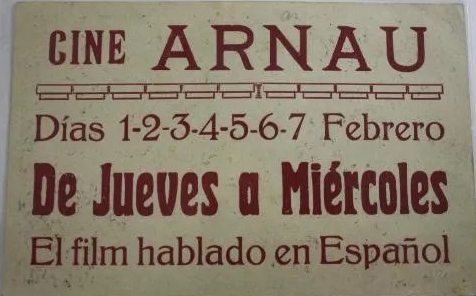 CINE ARNAU
Días 1-2-3-4-5-6-7 Febrero
De Jueves a Miércoles
El film hablado en Español